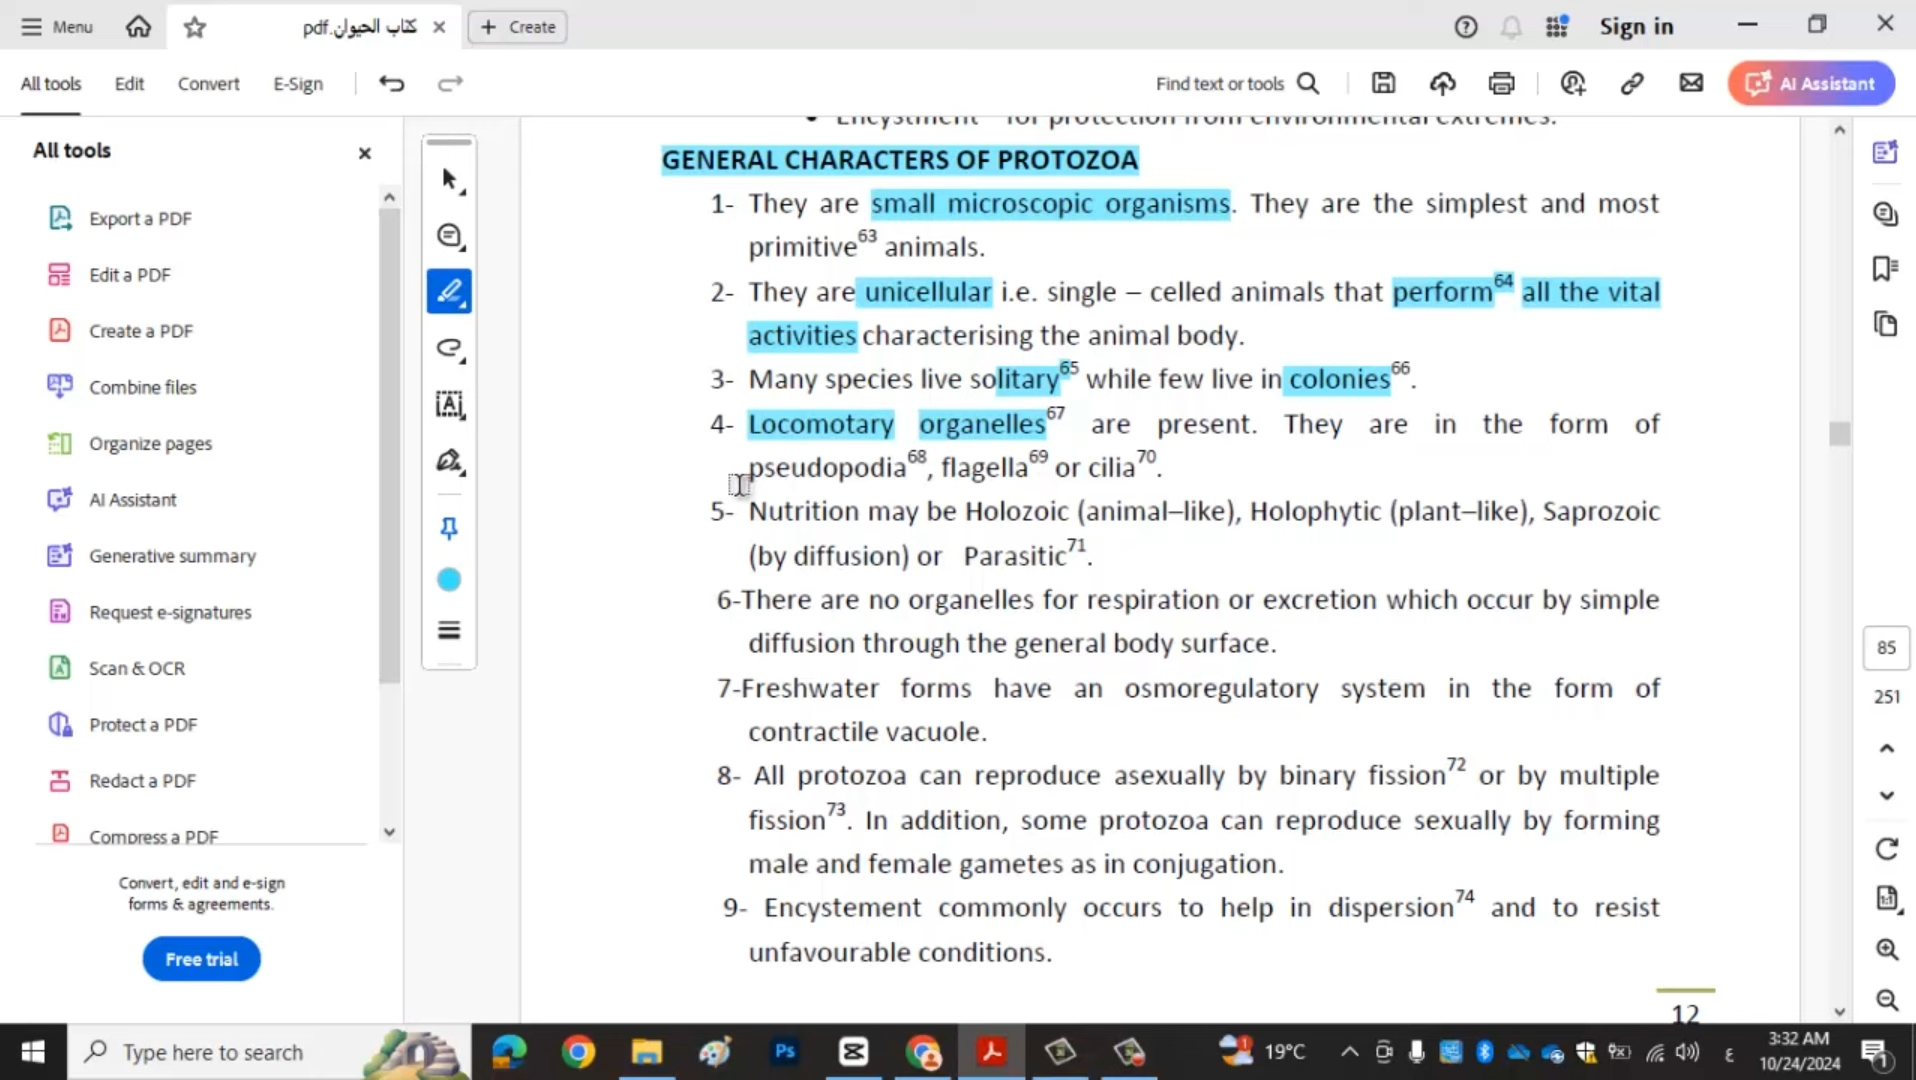 Menu
كتاب الحيوان.pdf
Create
Sign in
All tools
Edit
Convert
E-Sign
Find text or tools
AI Assistant
All tools
Export a PDF
Edit a PDF
Create a PDF
Combine files
Organize pages
AI Assistant
Generative summary
Request e-signatures
Scan & OCR
Protect a PDF
Redact a PDF
Compress a PDF
Convert, edit and e-sign
forms & agreements.
Free trial
• Encystment for protection from environmental extremes.
GENERAL CHARACTERS OF PROTOZOA
1- They are small microscopic organisms. They are the simplest and most
primitive63 animals.
2- They are unicellular i.e. single – celled animals that perform64 all the vital
activities characterising the animal body.
3- Many species live solitary65 while few live in colonies66.
4- Locomotary organelles67 are present. They are in the form of
pseudopodia68, flagella69 or cilia70.
5- Nutrition may be Holozoic (animal–like), Holophytic (plant–like), Saprozoic
(by diffusion) or Parasitic71.
6-There are no organelles for respiration or excretion which occur by simple
diffusion through the general body surface.
7-Freshwater forms have an osmoregulatory system in the form of
contractile vacuole.
8- All protozoa can reproduce asexually by binary fission72 or by multiple
fission73. In addition, some protozoa can reproduce sexually by forming
male and female gametes as in conjugation.
9- Encystement commonly occurs to help in dispersion74 and to resist
unfavourable conditions.
12
85
251
Type here to search
Ps
19°C
ع
3:32 AM
10/24/2024
1